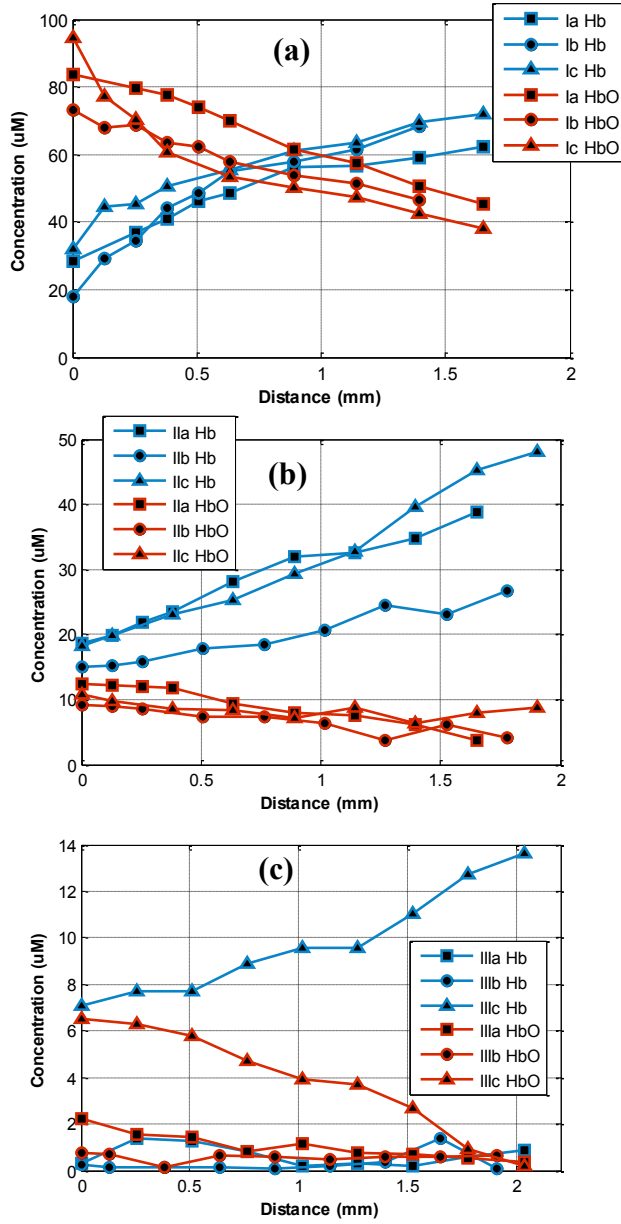 (a)
Ia Hb
Ib Hb
Ic Hb
Ia HbO
Ib HbO
Ic HbO
Concentration (uM)
100
80
60
40
20
0
0 0.5 1 1.5 2
Distance (mm)
(b)
IIa Hb
IIb Hb
IIc Hb
IIa HbO
IIb HbO
IIc HbO
Concentration (uM)
50
40
30
20
10
0
0 0.5 1 1.5 2
Distance (mm)
(c)
Concentration (uM)
14
12
10
8
6
4
2
0
IIIa Hb
IIIb Hb
IIIc Hb
IIIa HbO
IIIb HbO
IIIc HbO
0 0.5 1 1.5 2
Distance (mm)